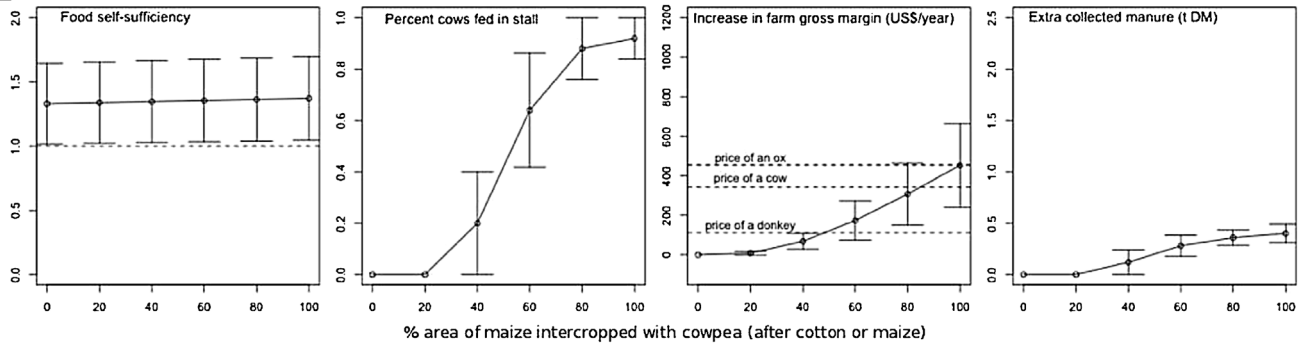 Food self-sufficiency
2.0
1.5
1.0
0.5
0.0
0 20 40 60 80 100
Percent cows fed in stall
1.0
0.8
0.6
0.4
0.2
0.0
0 20 40 60 80 100
Increase in farm gross margin (US$/year)
1200
1000
800
600
400
200
0
price of an ox
price of a cow
price of a donkey
0 20 40 60 80 100
Extra collected manure (t DM)
2.5
2.0
1.5
1.0
0.5
0.0
0 20 40 60 80 100
% area of maize intercropped with cowpea (after cotton or maize)